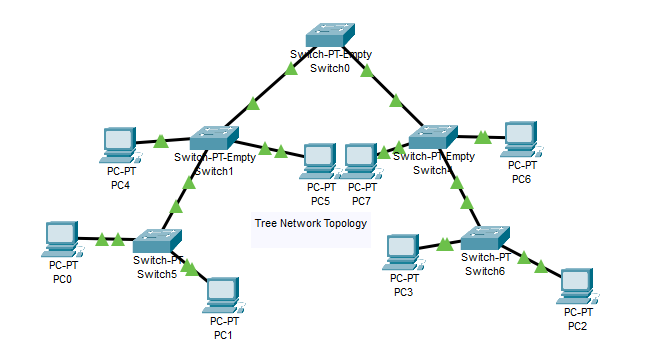 Switch-PT-Empty
Switch0
Switch-PT-Empty
Switch1
Switch-PT-Empty
PC-PT
PC4
PC-PT
PC5
PC-PT
PC7
PC-PT
PC6
Tree Network Topology
PC-PT
PC0
Switch-PT
Switch5
Switch-PT
Switch6
PC-PT
PC3
PC-PT
PC1
PC-PT
PC2